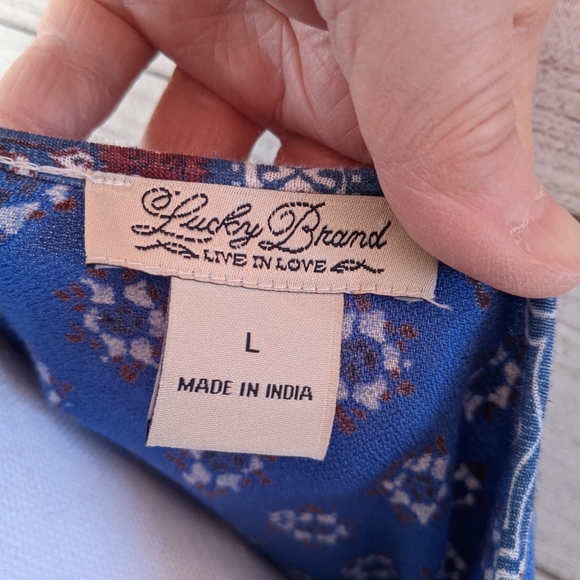 Lucky Brand
LIVE IN LOVE
L
MADE IN INDIA